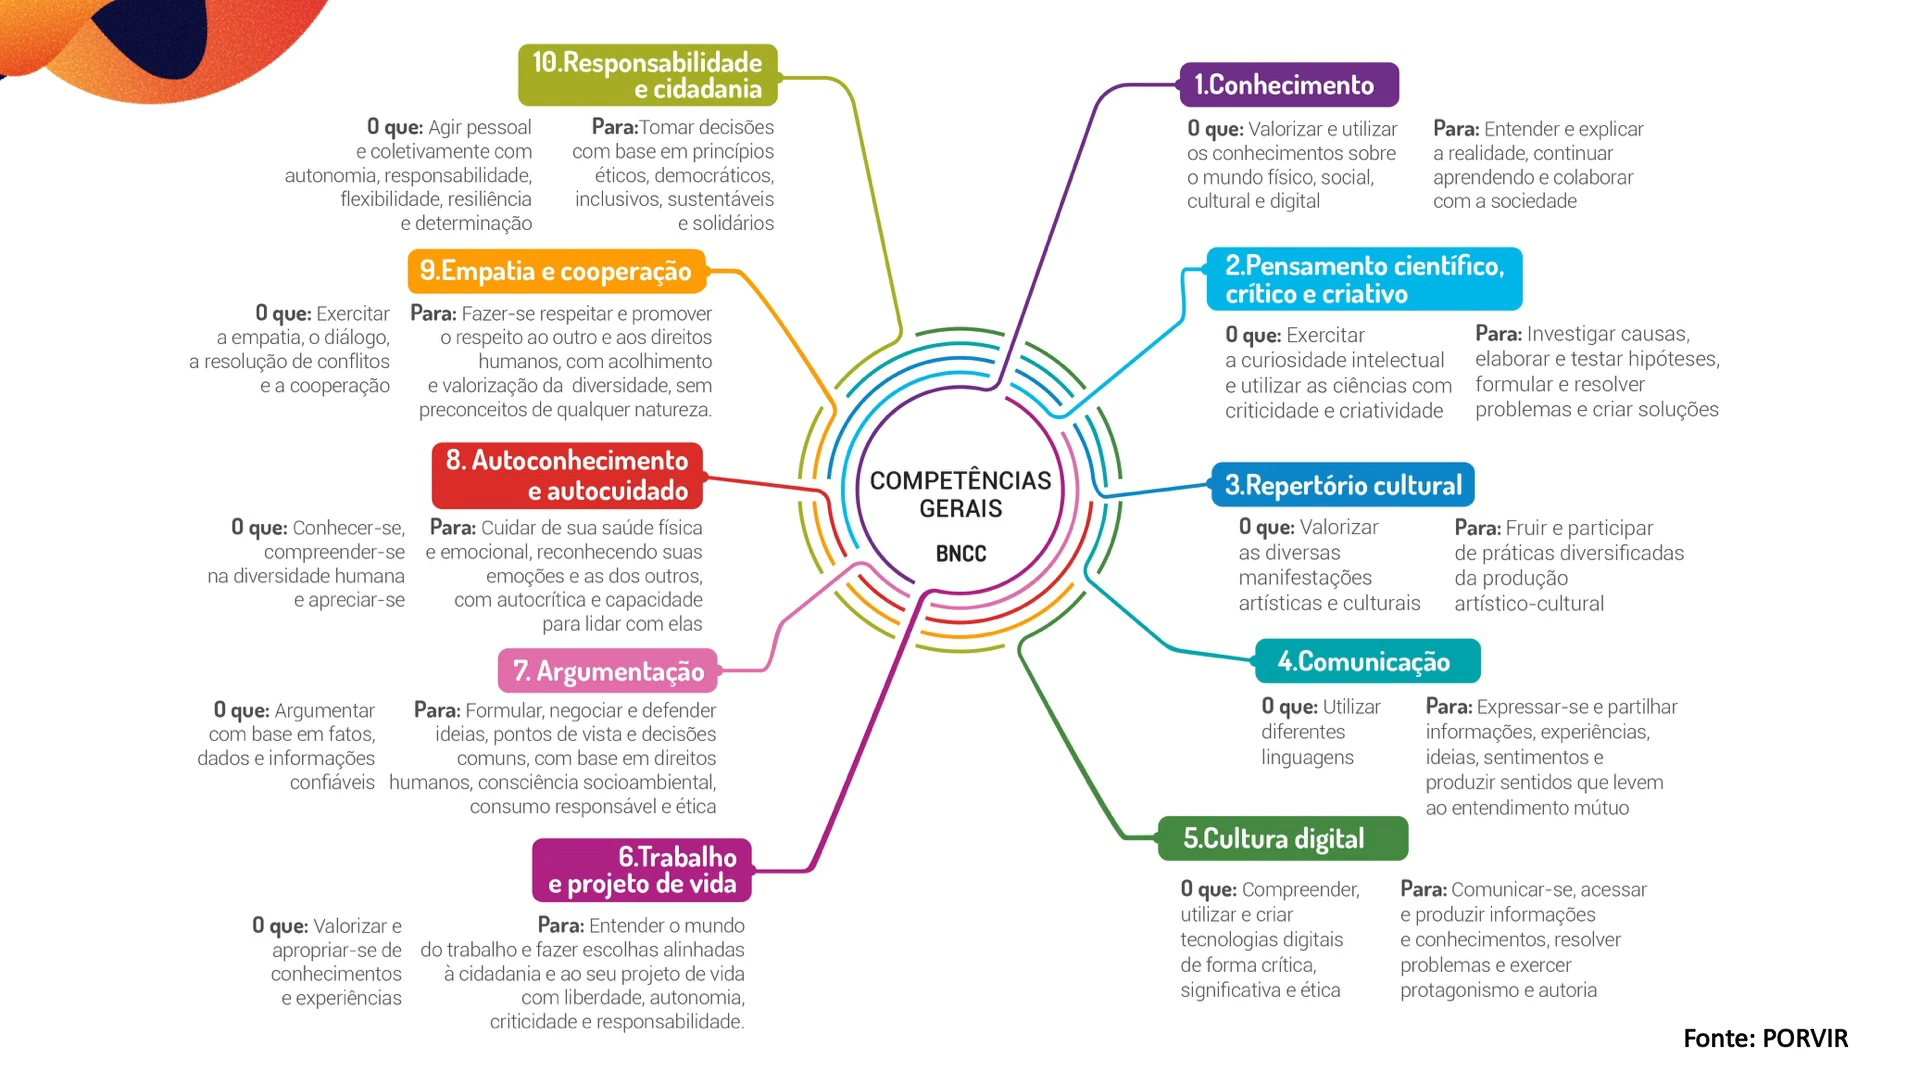 COMPETÊNCIAS
GERAIS
BNCC
1.Conhecimento
O que: Valorizar e utilizar
os conhecimentos sobre
o mundo físico, social,
cultural e digital
Para: Entender e explicar
a realidade, continuar
aprendendo e colaborar
com a sociedade
2.Pensamento científico,
crítico e criativo
O que: Exercitar
a curiosidade intelectual
e utilizar as ciências com
criticidade e criatividade
Para: Investigar causas,
elaborar e testar hipóteses,
formular e resolver
problemas e criar soluções
3.Repertório cultural
O que: Valorizar
as diversas
manifestações
artísticas e culturais
Para: Fruir e participar
de práticas diversificadas
da produção
artístico-cultural
4.Comunicação
O que: Utilizar
diferentes
linguagens
Para: Expressar-se e partilhar
informações, experiências,
ideias, sentimentos e
produzir sentidos que levem
ao entendimento mútuo
5.Cultura digital
O que: Compreender,
utilizar e criar
tecnologias digitais
de forma crítica,
significativa e ética
Para: Comunicar-se, acessar
e produzir informações
e conhecimentos, resolver
problemas e exercer
protagonismo e autoria
6.Trabalho
e projeto de vida
O que: Valorizar e
apropriar-se de
conhecimentos
e experiências
Para: Entender o mundo
do trabalho e fazer escolhas alinhadas
à cidadania e ao seu projeto de vida
com liberdade, autonomia,
criticidade e responsabilidade.
7. Argumentação
O que: Argumentar
com base em fatos,
dados e informações
confiáveis
Para: Formular, negociar e defender
ideias, pontos de vista e decisões
comuns, com base em direitos
humanos, consciência socioambiental,
consumo responsável e ética
8. Autoconhecimento
e autocuidado
O que: Conhecer-se,
compreender-se
na diversidade humana
e apreciar-se
Para: Cuidar de sua saúde física
e emocional, reconhecendo suas
emoções e as dos outros,
com autocrítica e capacidade
para lidar com elas
9.Empatia e cooperação
O que: Exercitar
a empatia, o diálogo,
a resolução de conflitos
e a cooperação
Para: Fazer-se respeitar e promover
o respeito ao outro e aos direitos
humanos, com acolhimento
e valorização da diversidade, sem
preconceitos de qualquer natureza.
10.Responsabilidade
e cidadania
O que: Agir pessoal
e coletivamente com
autonomia, responsabilidade,
flexibilidade, resiliência
e determinação
Para:Tomar decisões
com base em princípios
éticos, democráticos,
inclusivos, sustentáveis
e solidários
Fonte: PORVIR